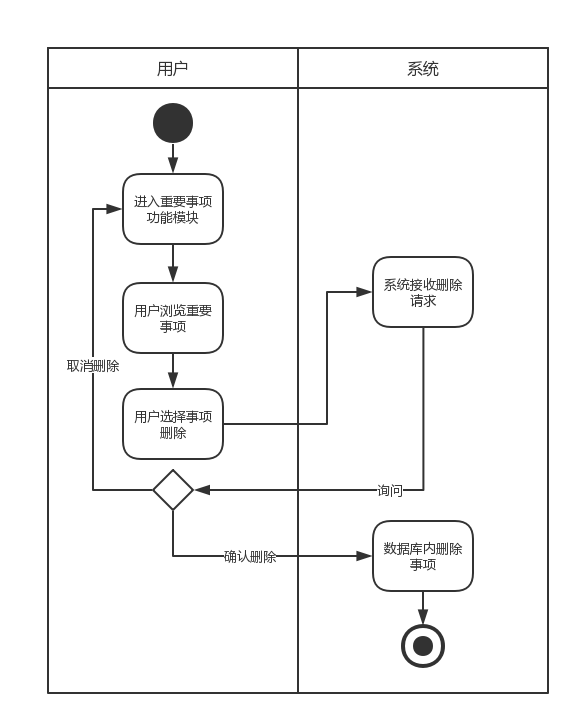 用户
系统
进入重要事项
功能模块
用户浏览重要
事项
系统接收删除
请求
取消删除
用户选择事项
删除
询问
确认删除
数据库内删除
事项